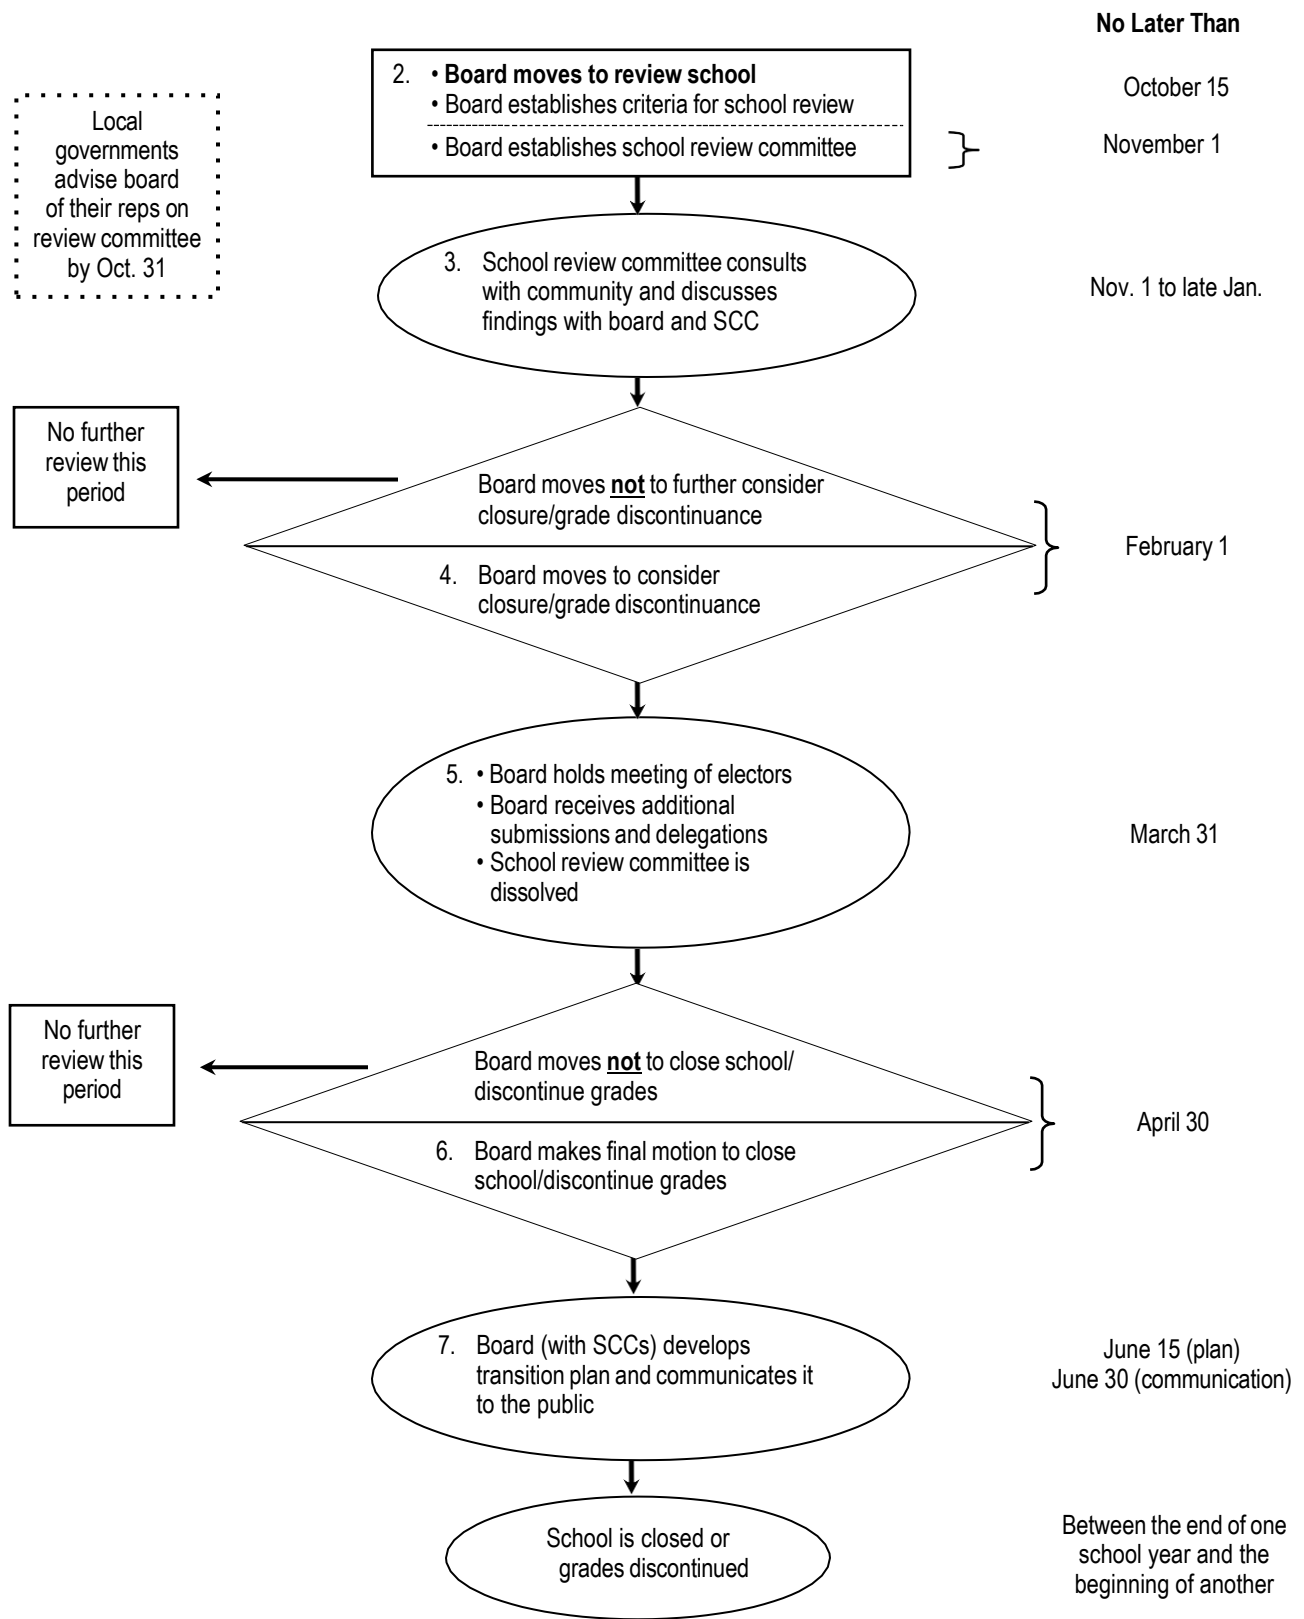 No Later Than
2. • Board moves to review school
• Board establishes criteria for school review
October 15
• Board establishes school review committee
November 1
Local
governments
advise board
of their reps on
review committee
by Oct. 31
3. School review committee consults
with community and discusses
findings with board and SCC
Nov. 1 to late Jan.
No further
review this
period
Board moves not to further consider
closure/grade discontinuance
February 1
4. Board moves to consider
closure/grade discontinuance
5. • Board holds meeting of electors
• Board receives additional
submissions and delegations
• School review committee is
dissolved
March 31
No further
review this
period
Board moves not to close school/
discontinue grades
April 30
6. Board makes final motion to close
school/discontinue grades
7. Board (with SCCs) develops
transition plan and communicates it
to the public
June 15 (plan)
June 30 (communication)
School is closed or
grades discontinued
Between the end of one
school year and the
beginning of another